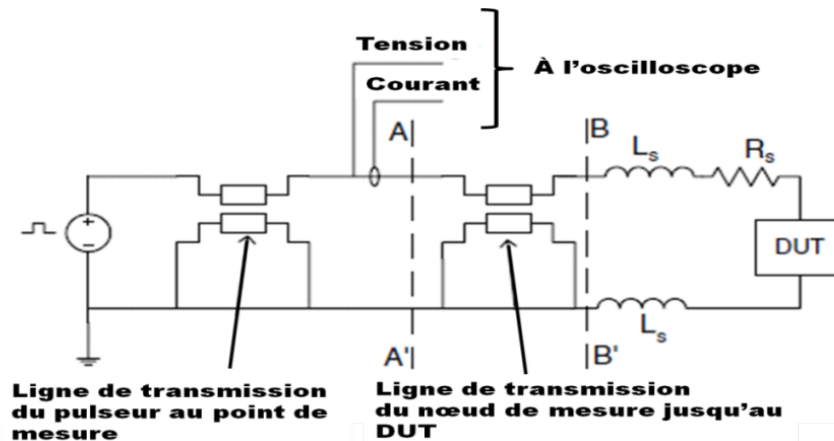 Tension
Courant
À l'oscilloscope
A
B
Ls
Rs
+
−
DUT
Ls
A'
B'
Ligne de transmission
du pulseur au point de
mesure
Ligne de transmission
du nœud de mesure jusqu'au
DUT